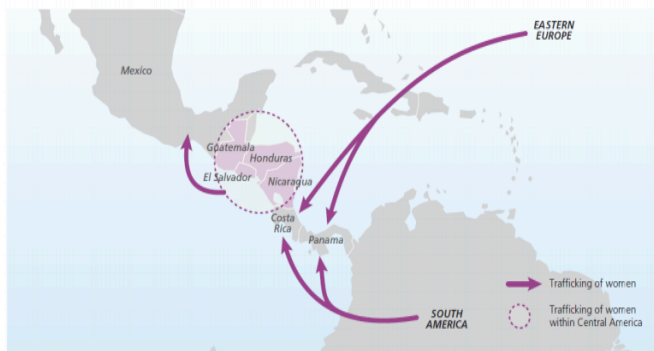 EASTERN
EUROPE
Mexico
Guatemala
Honduras
El Salvador
Nicaragua
Costa
Rica
Panama
Trafficking of women
SOUTH
AMERICA
Trafficking of women
within Central America